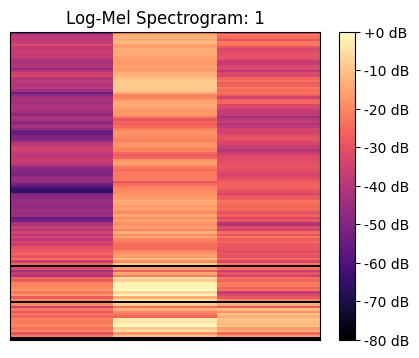 Log-Mel Spectrogram: 1
+0 dB
-10 dB
-20 dB
-30 dB
-40 dB
-50 dB
-60 dB
-70 dB
-80 dB